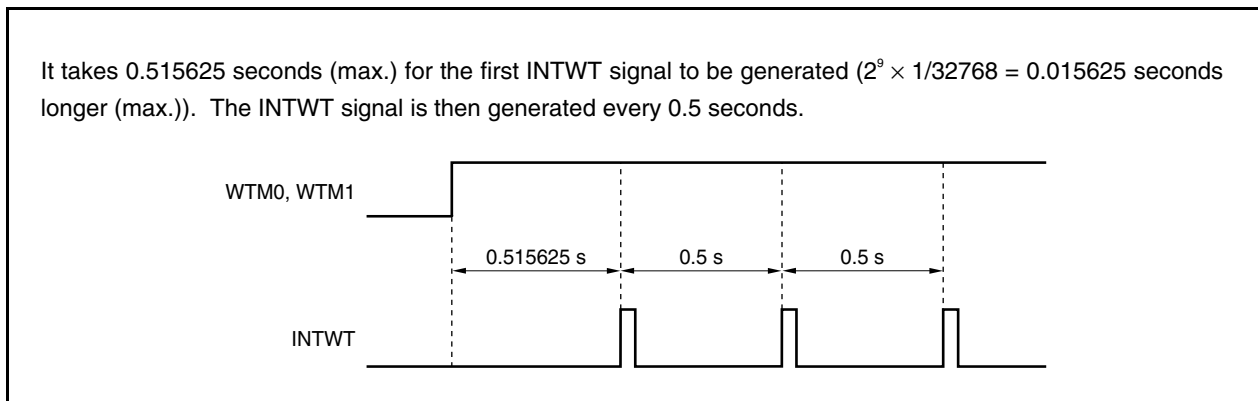 It takes 0.515625 seconds (max.) for the first INTWT signal to be generated (2⁹ × 1/32768 = 0.015625 seconds
longer (max.)). The INTWT signal is then generated every 0.5 seconds.
WTM0, WTM1
0.515625 s
0.5 s
0.5 s
INTWT